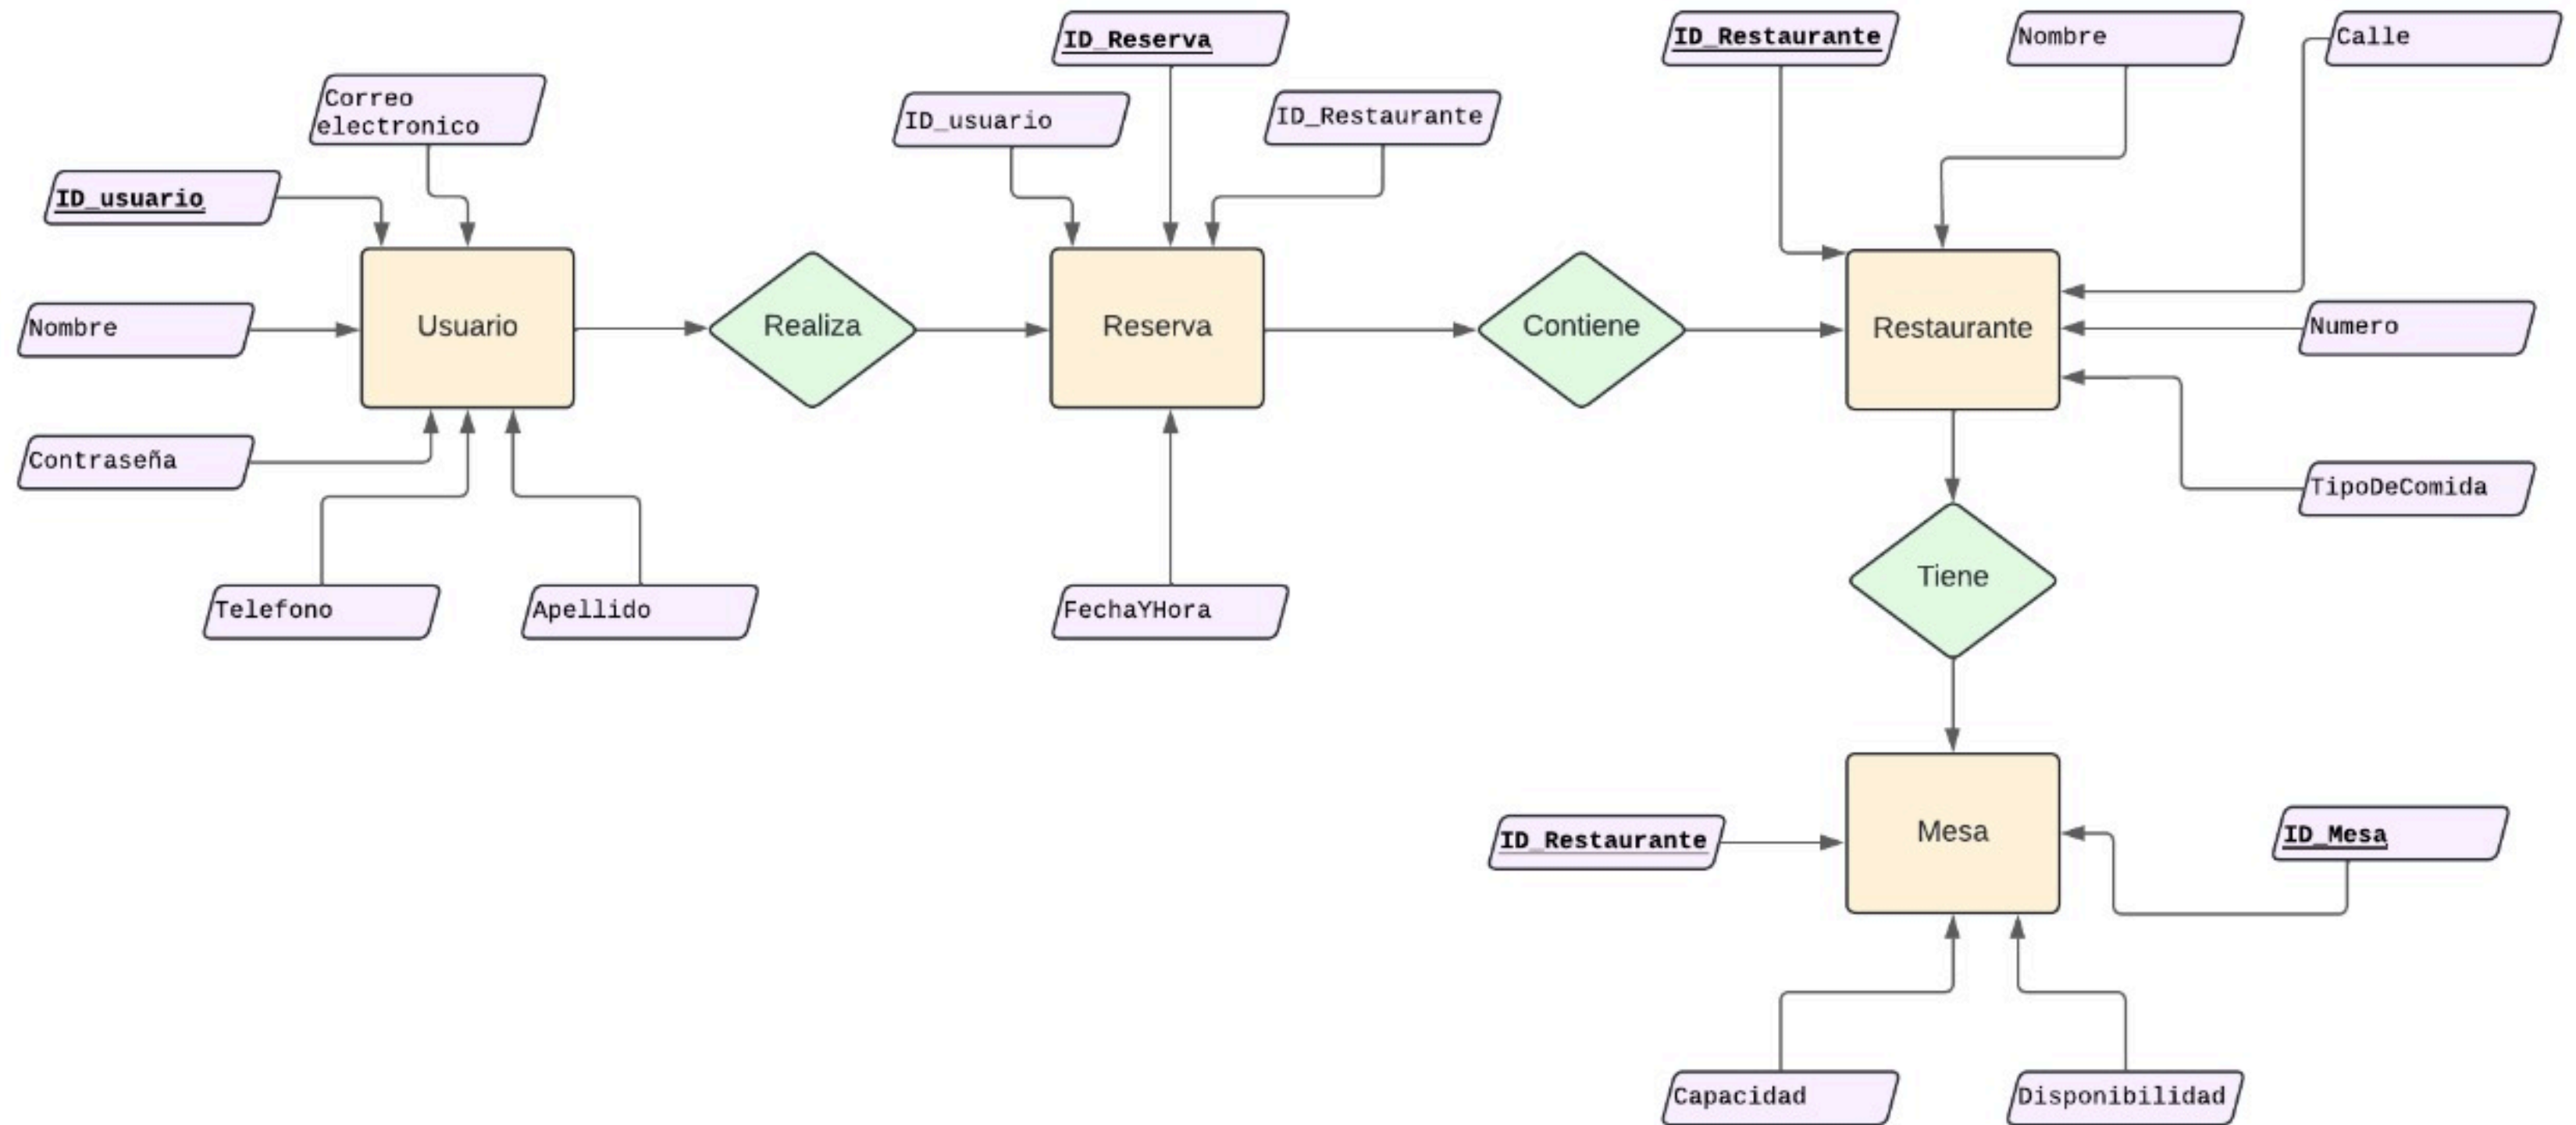 ID_Reserva
ID_Restaurante
Nombre
Calle
Correo
electronico
ID_usuario
ID_Restaurante
ID_usuario
Nombre
Usuario
Realiza
Reserva
Contiene
Restaurante
Numero
Contraseña
TipoDeComida
Telefono
Apellido
FechaYHora
Tiene
ID_Restaurante
Mesa
ID_Mesa
Capacidad
Disponibilidad